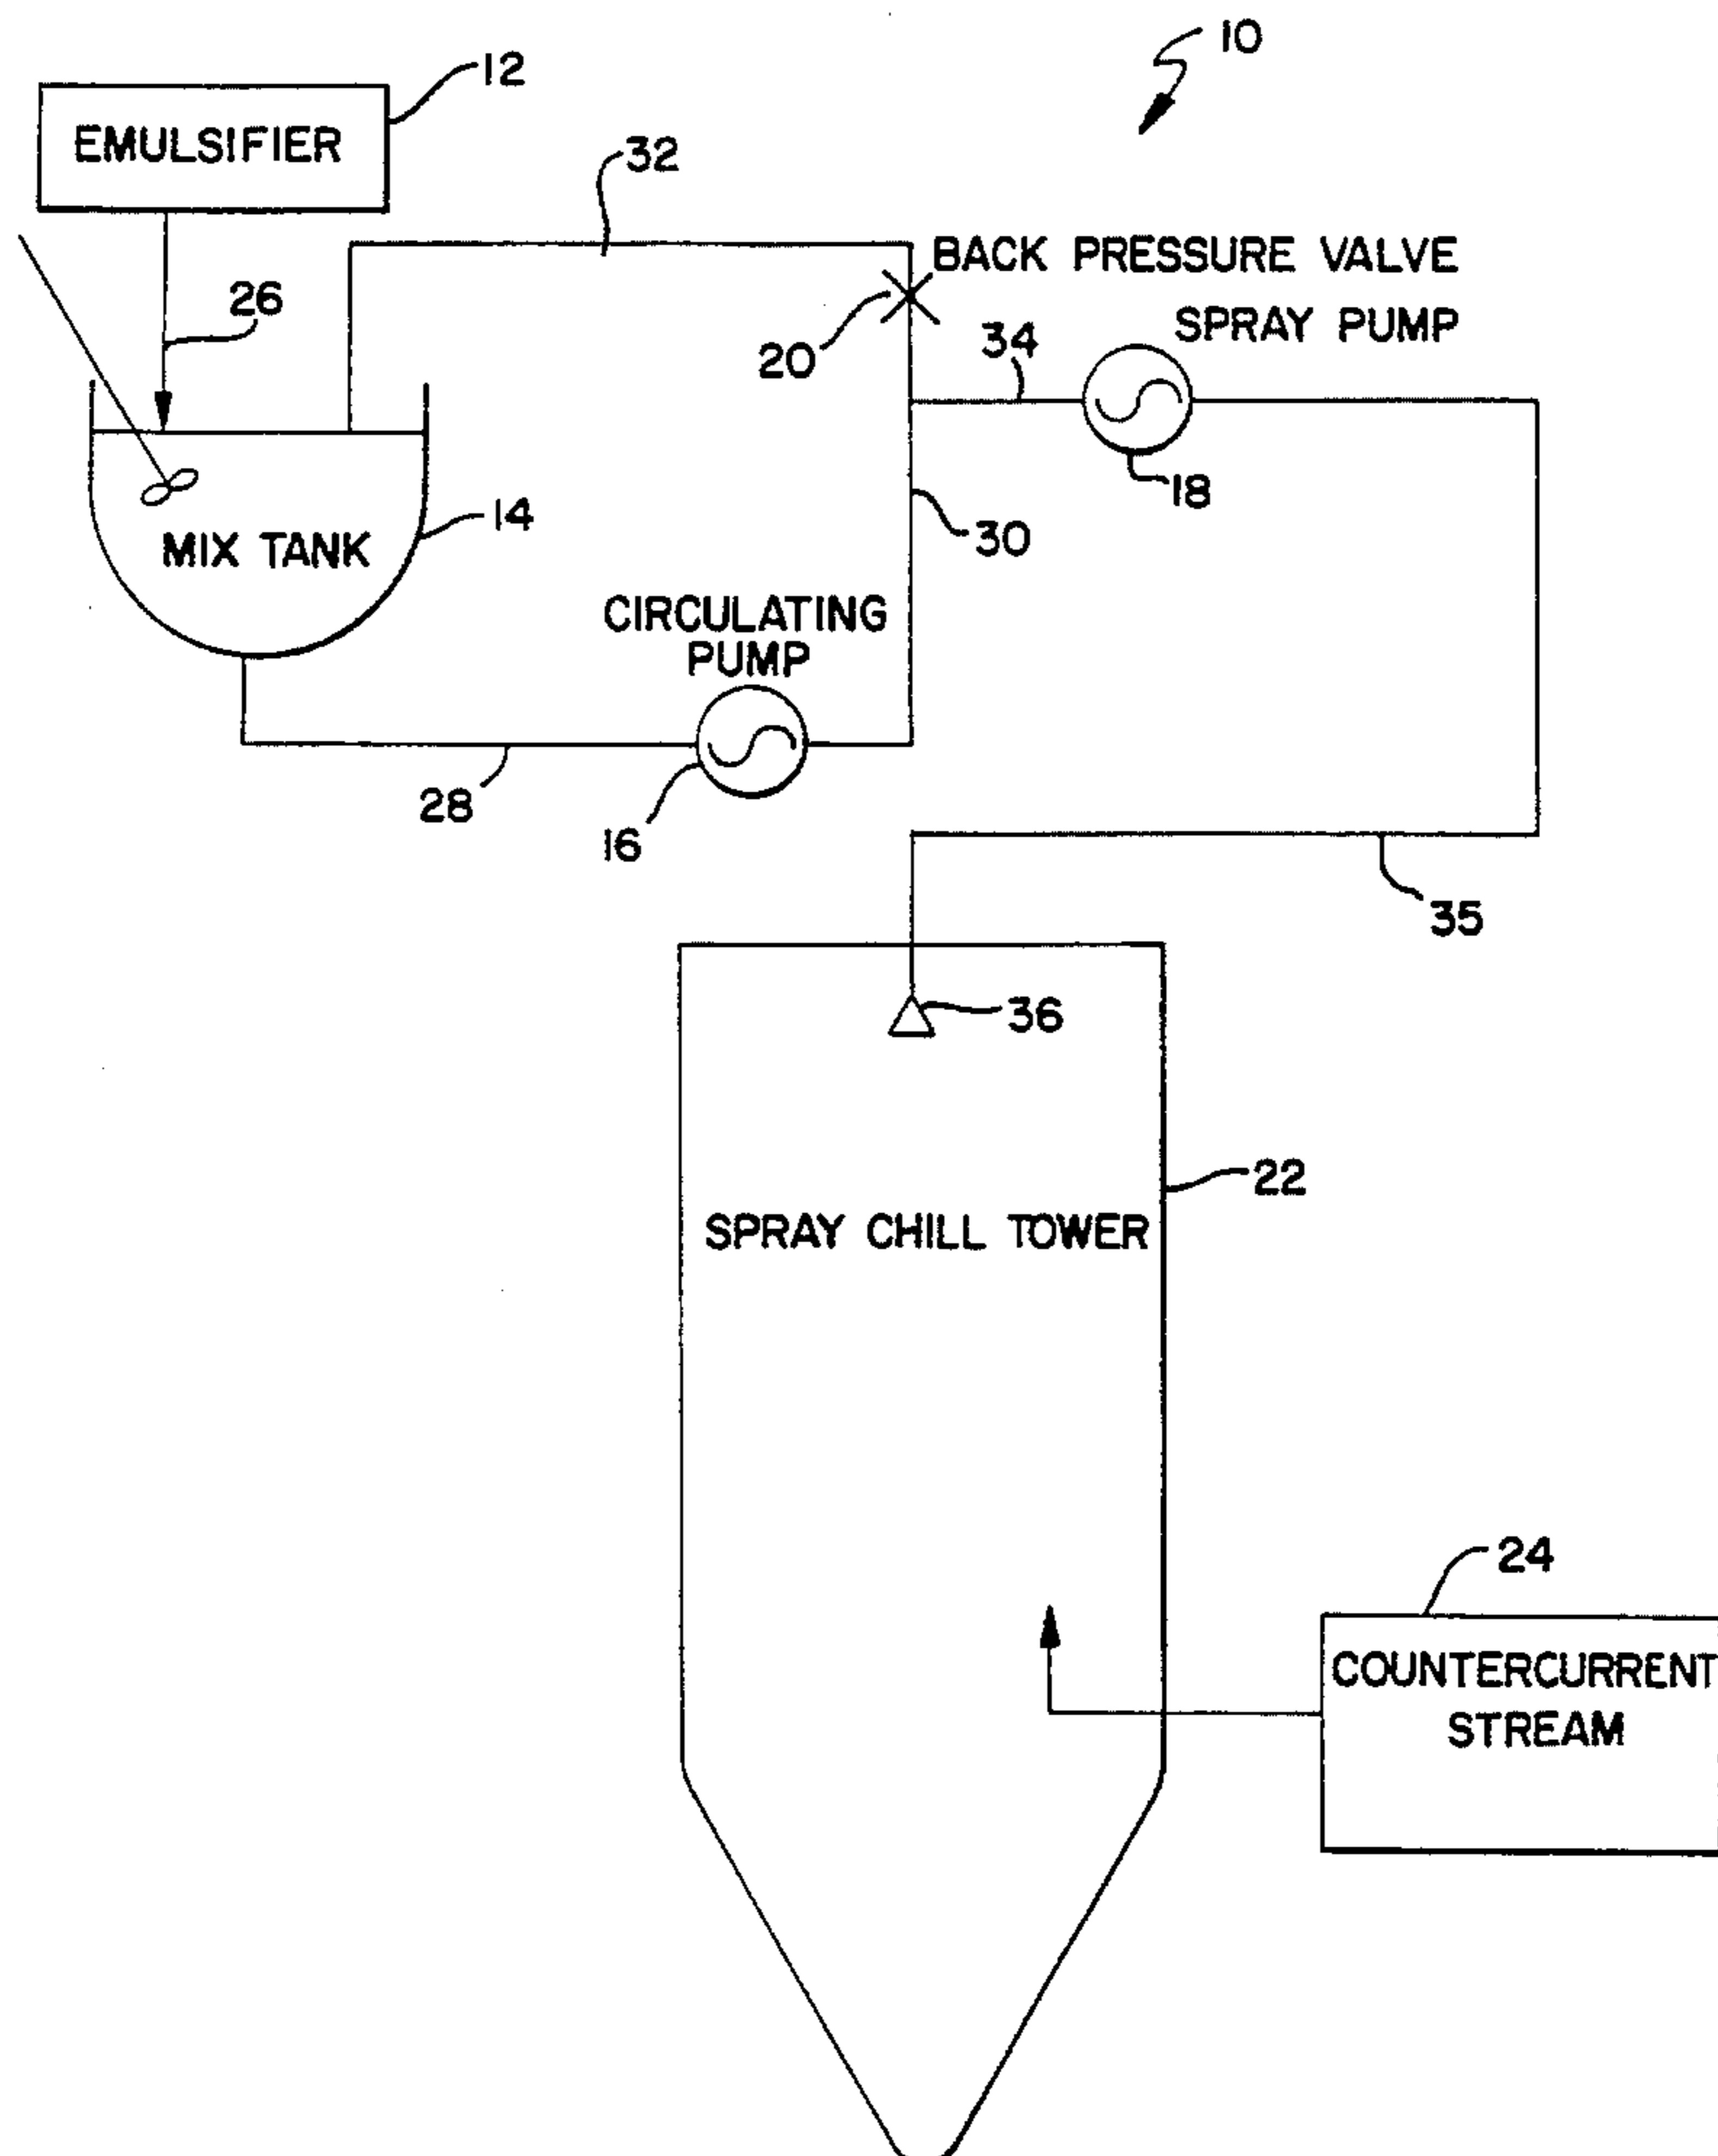 10
12
EMULSIFIER
32
BACK PRESSURE VALVE
26
SPRAY PUMP
34
20
18
14
30
MIX TANK
CIRCULATING
PUMP
28
16
35
36
22
SPRAY CHILL TOWER
24
COUNTERCURRENT
STREAM